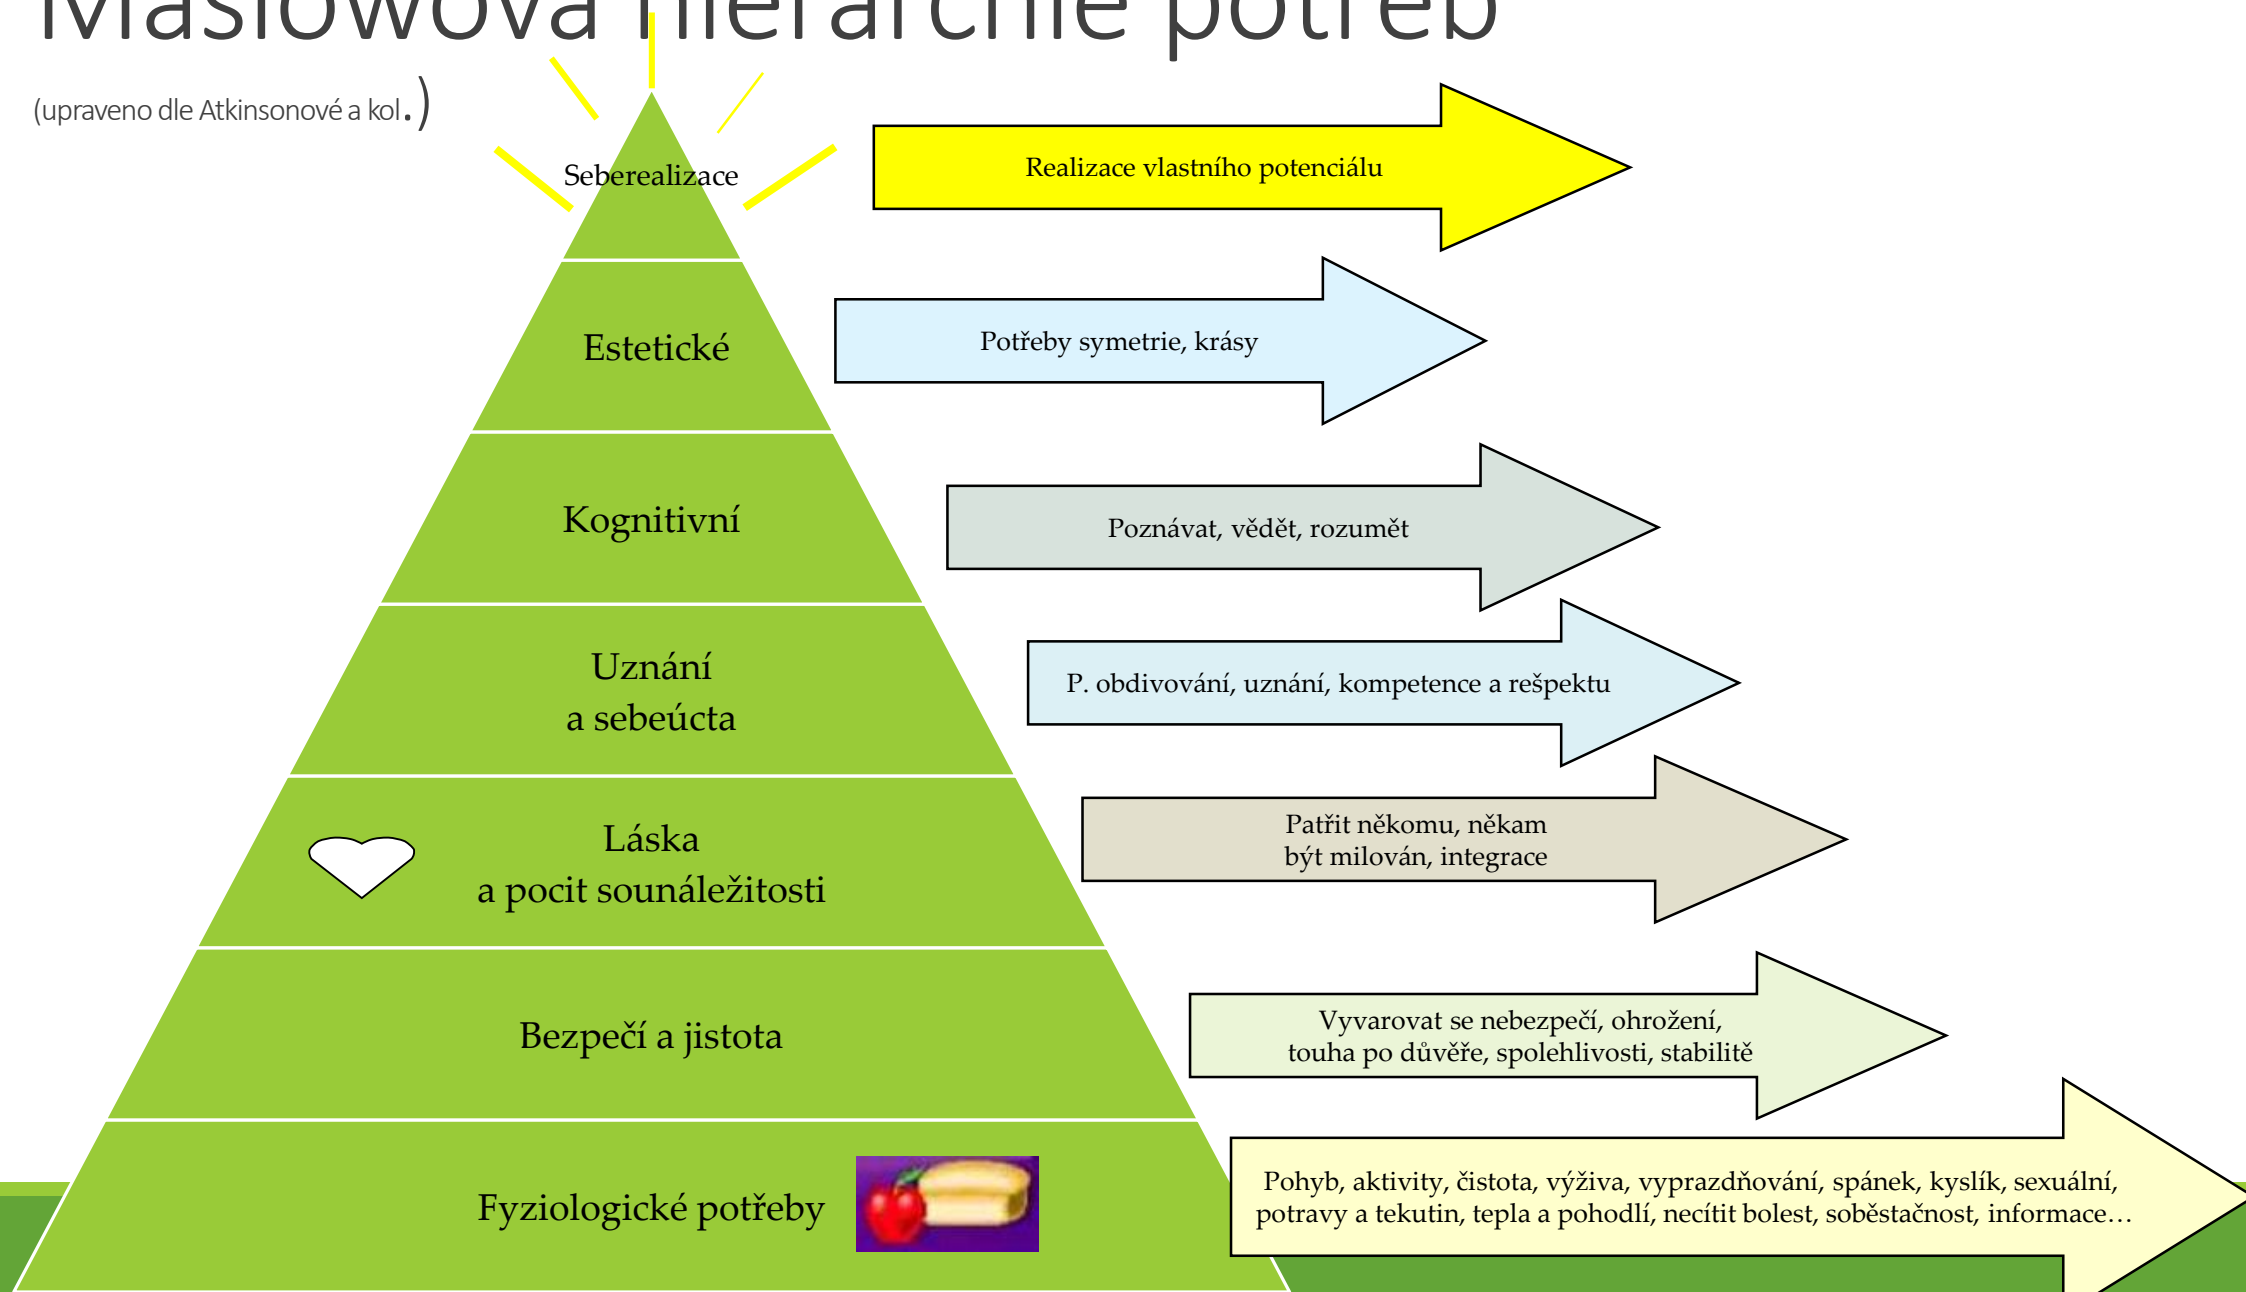 Maslowova hierarchie potřeb
(upraveno dle Atkinsonové a kol.)
Seberealizace
Realizace vlastního potenciálu
Estetické
Potřeby symetrie, krásy
Kognitivní
Poznávat, vědět, rozumět
Uznání
a sebeúcta
P. obdivování, uznání, kompetence a rešpektu
Láska
a pocit sounáležitosti
Patřit někomu, někam
být milován, integrace
Bezpečí a jistota
Vyvarovat se nebezpečí, ohrožení,
touha po důvěře, spolehlivosti, stabilitě
Fyziologické potřeby
Pohyb, aktivity, čistota, výživa, vyprazdňování, spánek, kyslík, sexuální,
potravy a tekutin, tepla a pohodlí, necítit bolest, soběstačnost, informace…